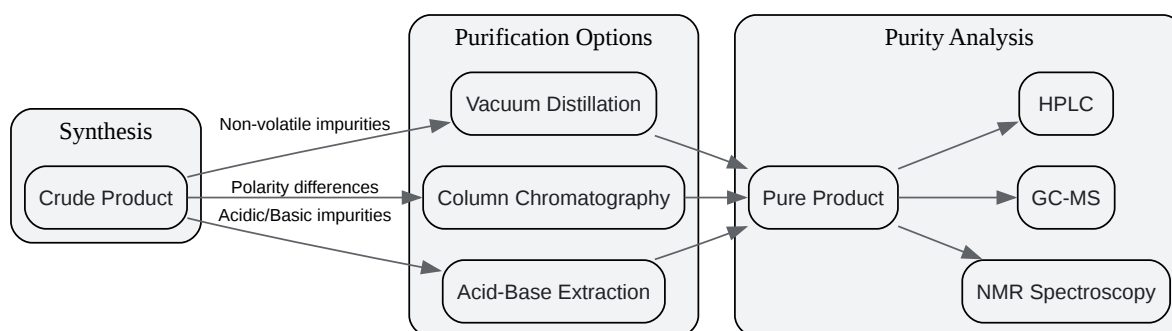 Synthesis
Crude Product
Non-volatile impurities
Polarity differences
Acidic/Basic impurities
Purification Options
Vacuum Distillation
Column Chromatography
Acid-Base Extraction
Purity Analysis
Pure Product
HPLC
GC-MS
NMR Spectroscopy